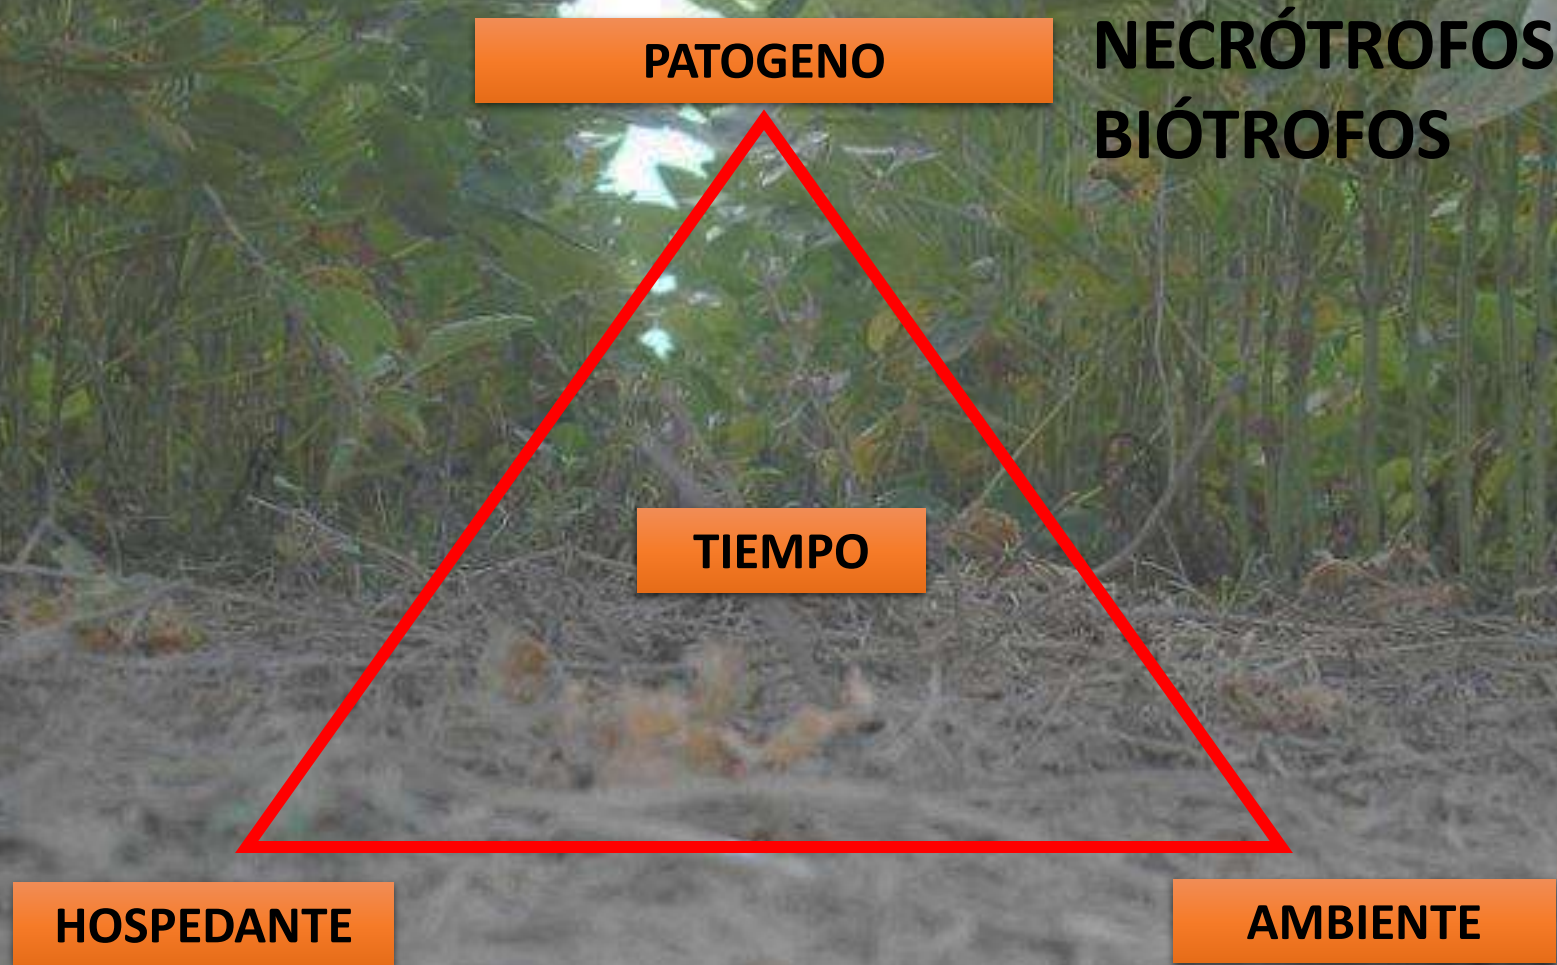 PATOGENO
NECRÓTROFOS
BIÓTROFOS
TIEMPO
HOSPEDANTE
AMBIENTE